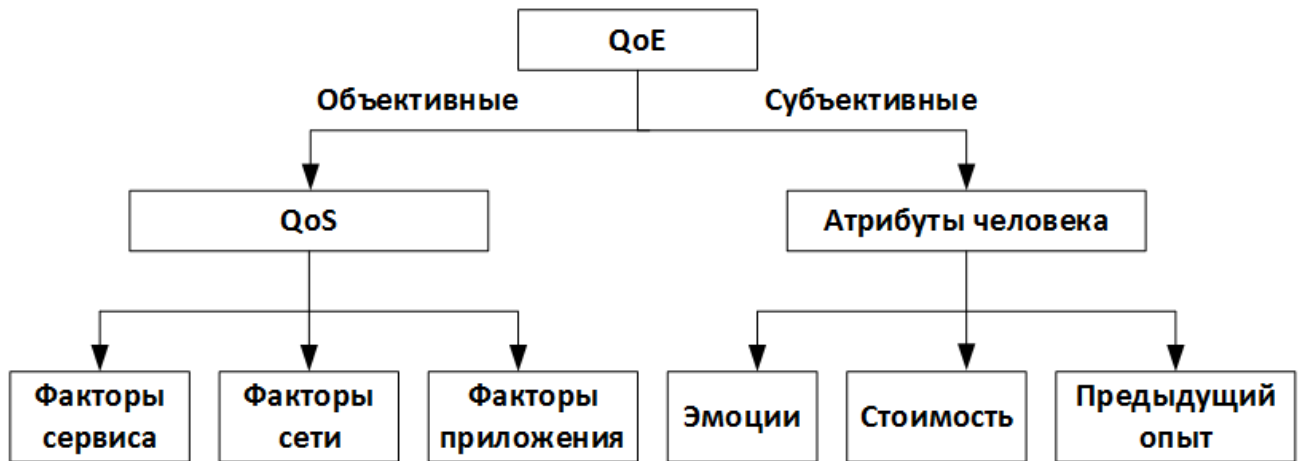 QoE
Объективные
Субъективные
QoS
Атрибуты человека
Факторы
сервиса
Факторы
сети
Факторы
приложения
Эмоции
Стоимость
Предыдущий
опыт